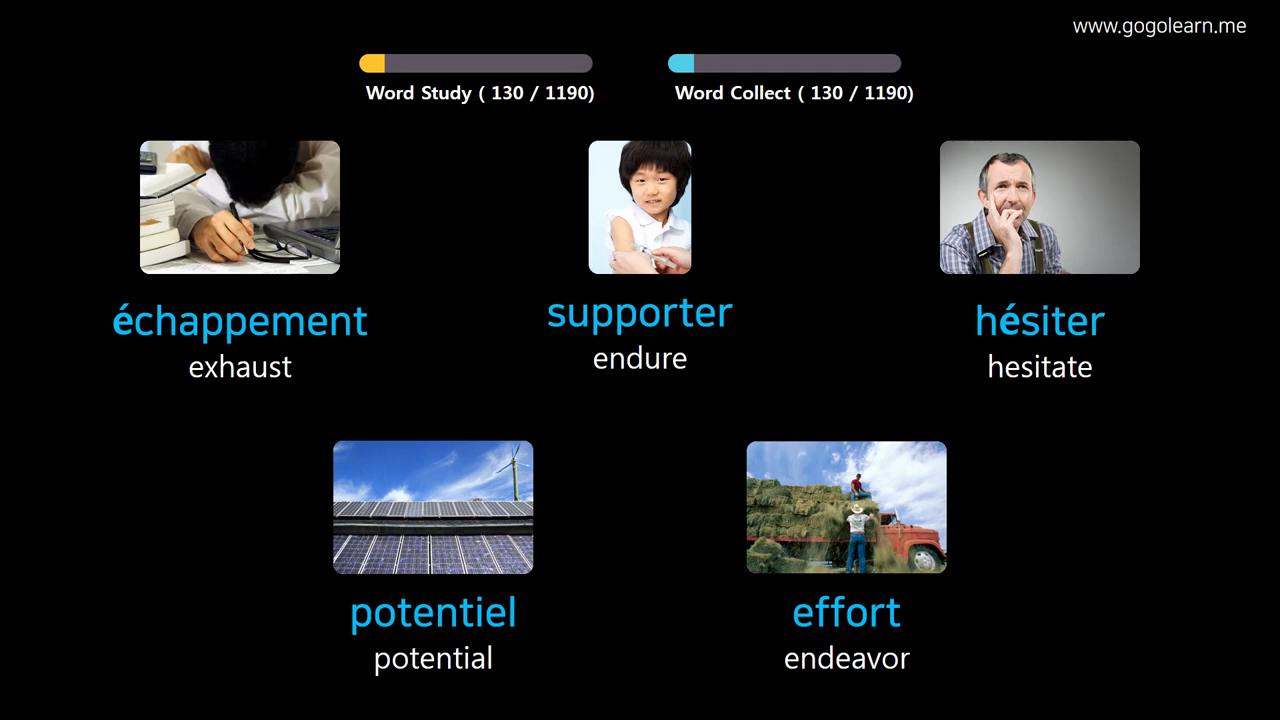 www.gogolearn.me
Word Study ( 130 / 1190)
Word Collect ( 130 / 1190)
échappement
exhaust
supporter
endure
hésiter
hesitate
potentiel
potential
effort
endeavor